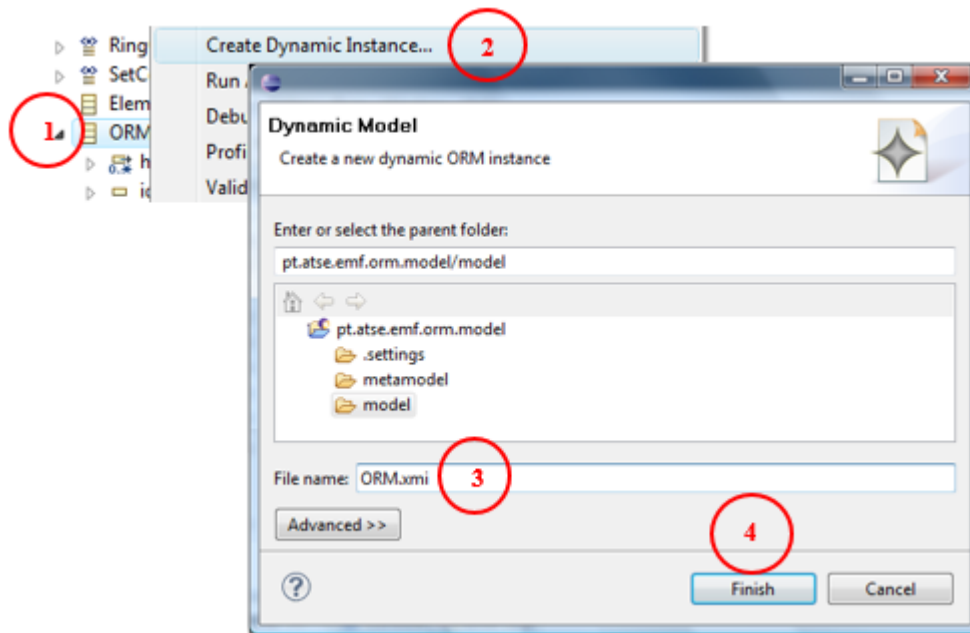 Ring
SetC
Elem
1
ORM
h
0..*
Create Dynamic Instance...
2
Run
Debu
Profi
Valid
Dynamic Model
Create a new dynamic ORM instance
Enter or select the parent folder:
pt.atse.emf.orm.model/model
pt.atse.emf.orm.model
.settings
metamodel
model
File name: ORM.xmi
3
Advanced >>
4
?
Finish Cancel